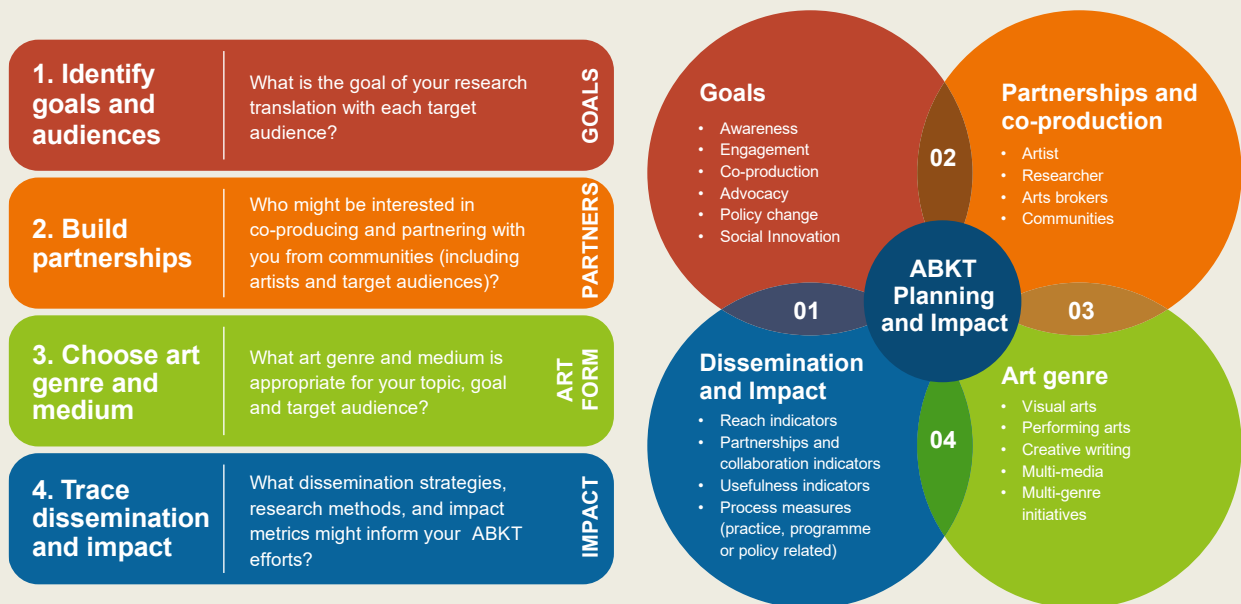 1. Identify
goals and
audiences
What is the goal of your research
translation with each target
audience?
GOALS
2. Build
partnerships
Who might be interested in
co-producing and partnering with
you from communities (including
artists and target audiences)?
PARTNERS
3. Choose art
genre and
medium
What art genre and medium is
appropriate for your topic, goal
and target audience?
ART
FORM
4. Trace
dissemination
and impact
What dissemination strategies,
research methods, and impact
metrics might inform your ABKT
efforts?
IMPACT
Goals
• Awareness
• Engagement
• Co-production
• Advocacy
• Policy change
• Social Innovation
02
Partnerships and
co-production
• Artist
• Researcher
• Arts brokers
• Communities
ABKT
Planning
and Impact
01
03
Dissemination
and Impact
• Reach indicators
• Partnerships and
collaboration indicators
• Usefulness indicators
• Process measures
(practice, programme
or policy related)
04
Art genre
• Visual arts
• Performing arts
• Creative writing
• Multi-media
• Multi-genre
initiatives